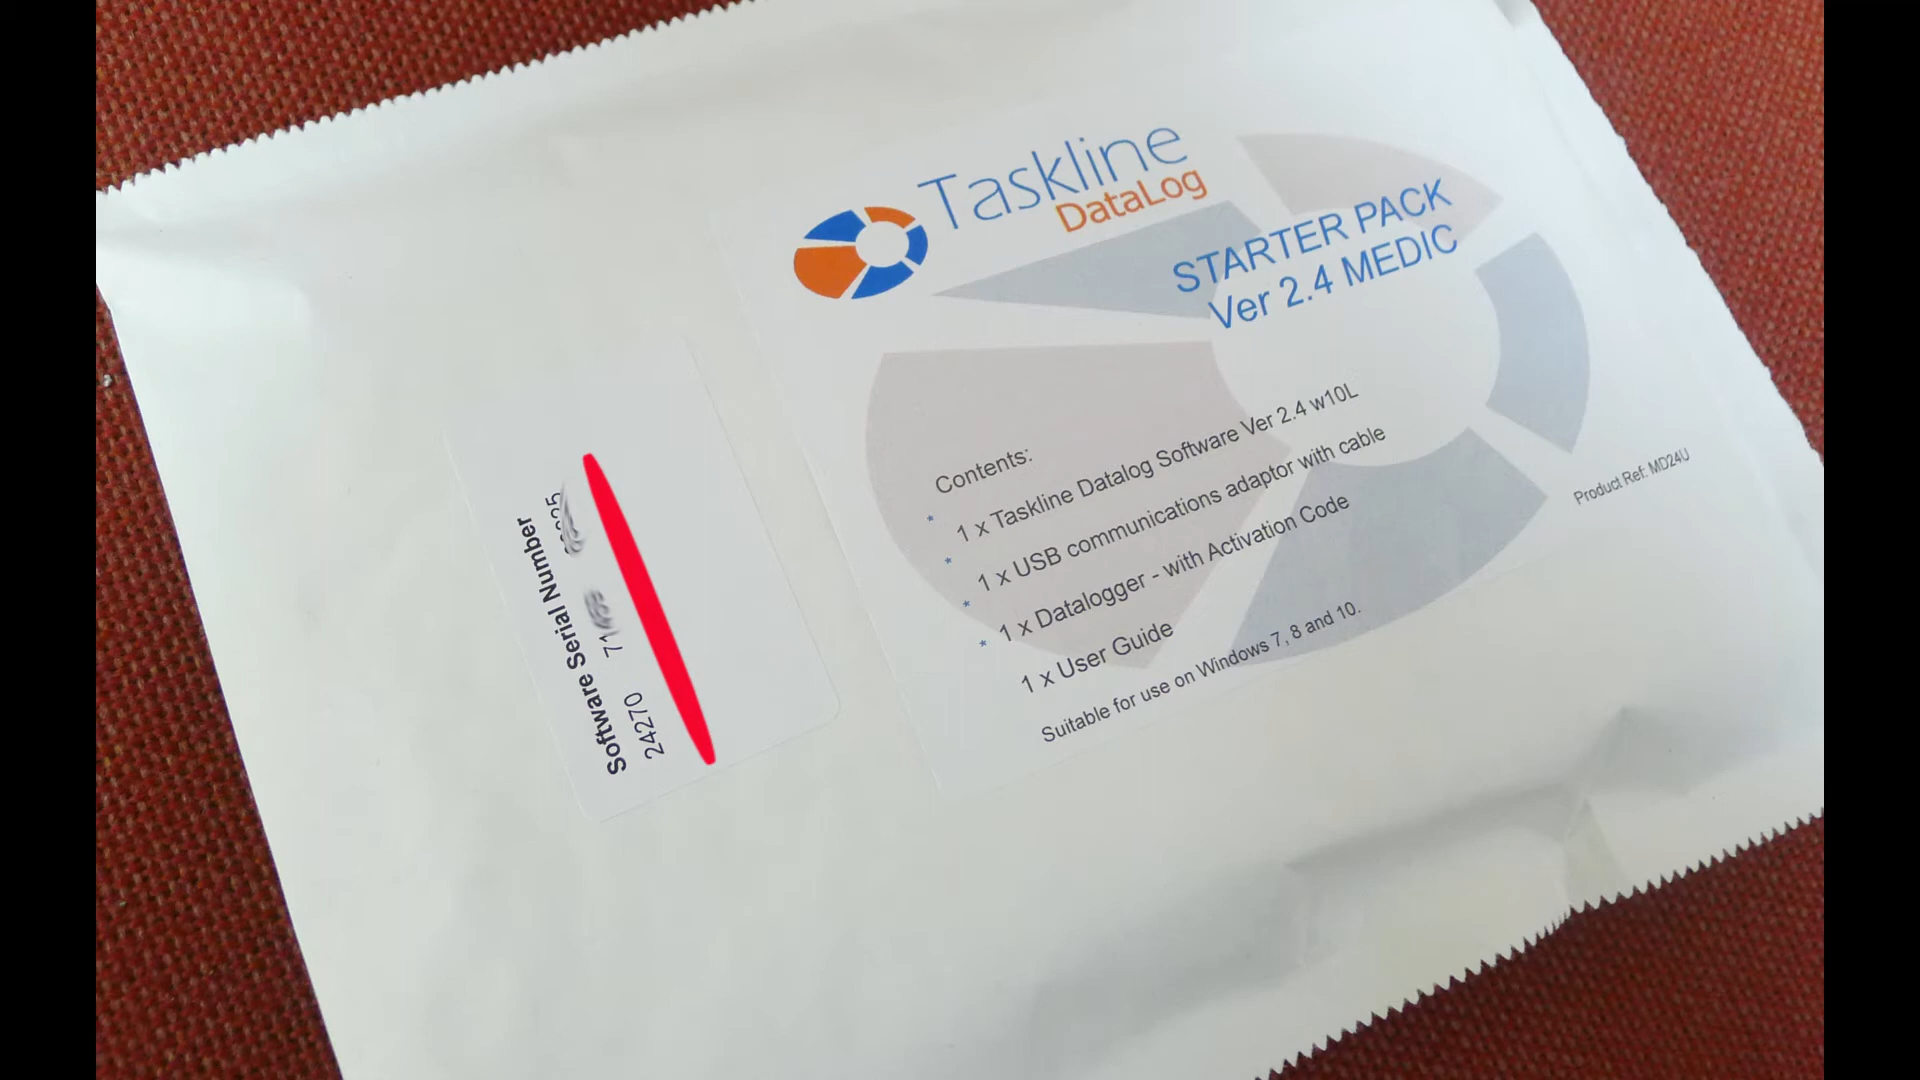 Taskline
DataLog
STARTER PACK
Ver 2.4 MEDIC
Contents:
* 1 x Taskline Datalog Software Ver 2.4 w10L
* 1 x USB communications adaptor with cable
* 1 x Datalogger - with Activation Code
* 1 x User Guide
Suitable for use on Windows 7, 8 and 10.
Product Ref: MD24U
Software Serial Number
24270